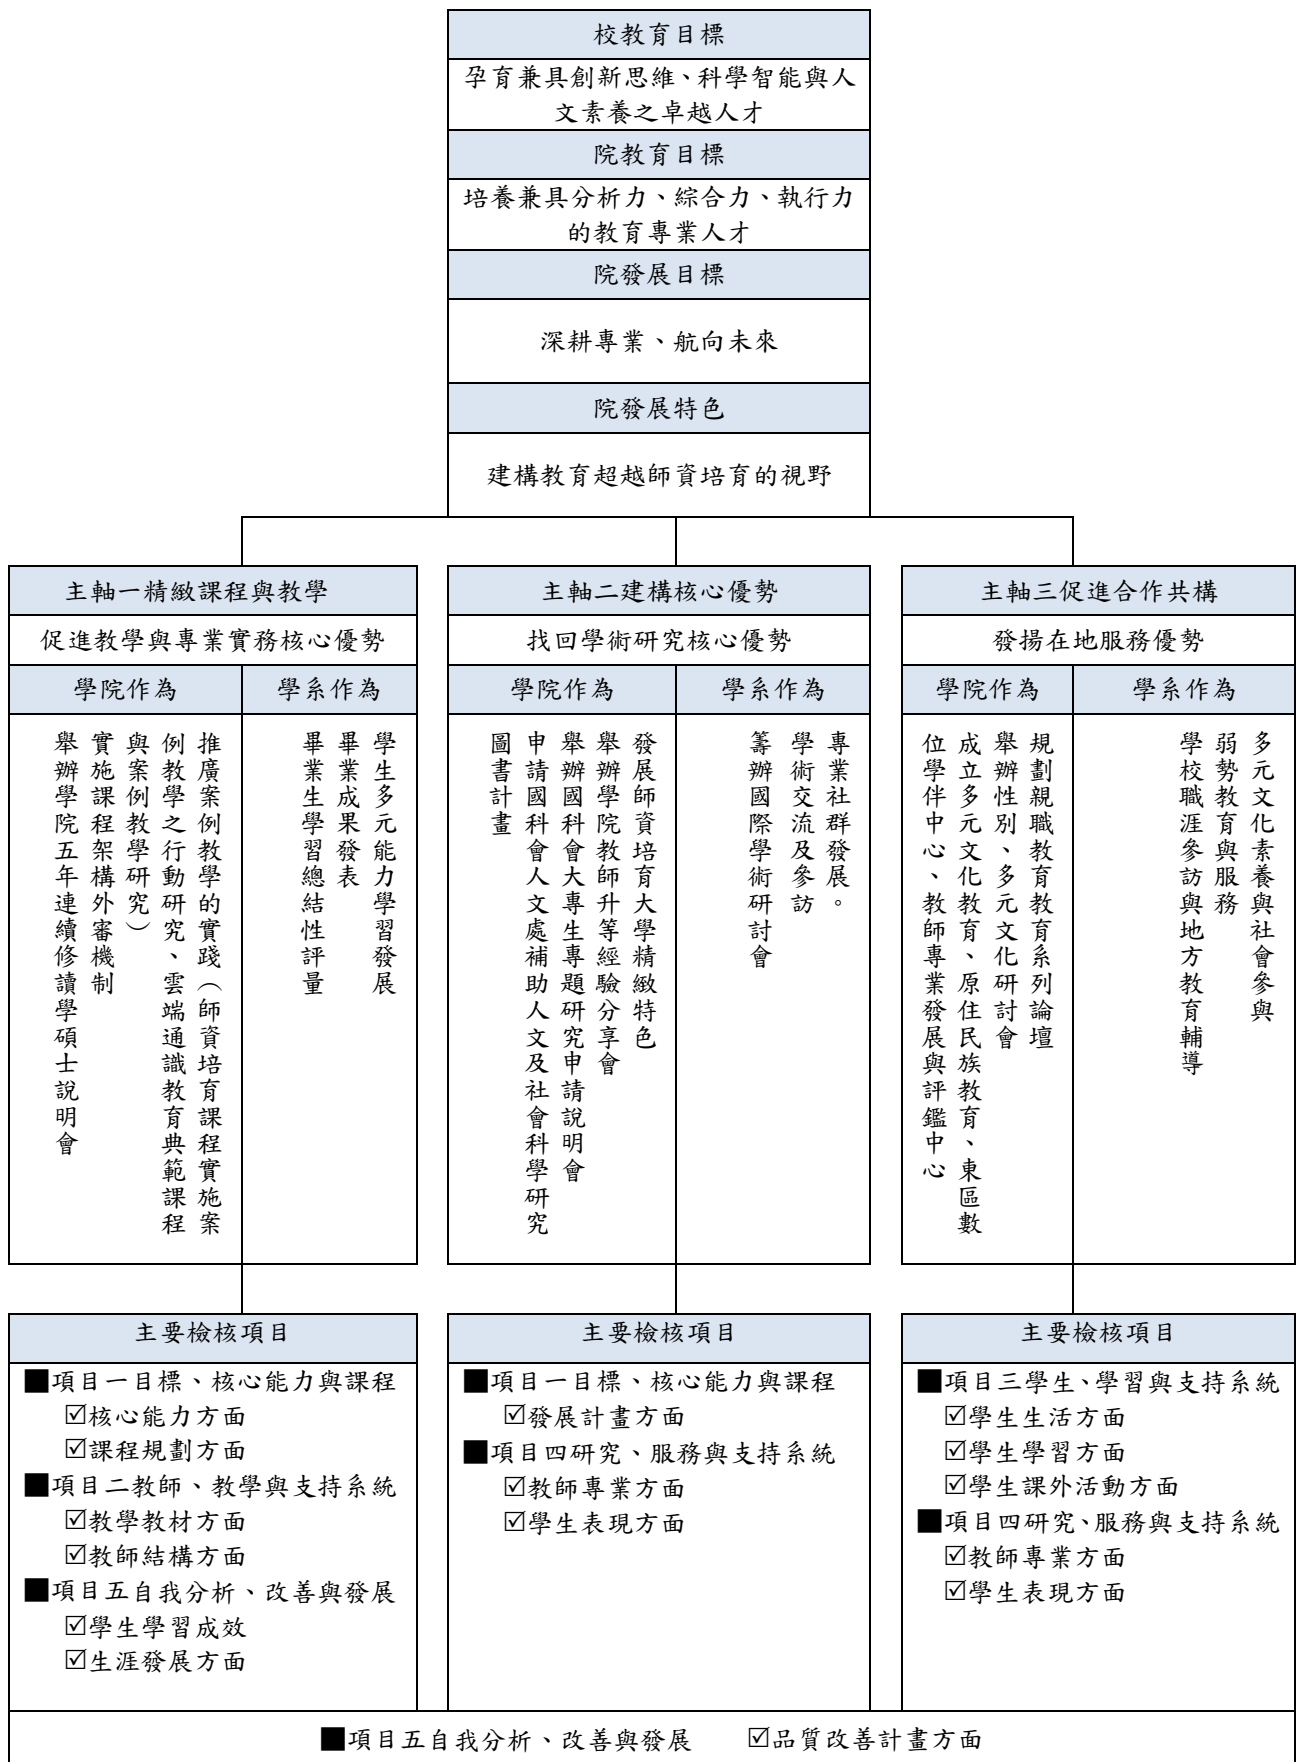 校教育目標
孕育兼具創新思維、科學智能與人
文素養之卓越人才
院教育目標
培養兼具分析力、綜合力、執行力
的教育專業人才
院發展目標
深耕專業、航向未來
院發展特色
建構教育超越師資培育的視野
主軸一精緻課程與教學
促進教學與專業實務核心優勢
學院作為
推廣案例教學的實踐（師資培育課程實施案
例教學之行動研究、雲端通識教育典範課程
與案例教學研究）
實施課程架構外審機制
舉辦學院五年連續修讀學碩士說明會
學系作為
學生多元能力學習發展
畢業成果發表
畢業生學習總結性評量
主軸二建構核心優勢
找回學術研究核心優勢
學院作為
發展師資培育大學精緻特色
舉辦學院教師升等經驗分享會
舉辦國科會大專生專題研究申請說明會
申請國科會人文處補助人文及社會科學研究
圖書計畫
學系作為
專業社群發展。
學術交流及參訪
籌辦國際學術研討會
主軸三促進合作共構
發揚在地服務優勢
學院作為
規劃親職教育教育系列論壇
舉辦性別、多元文化研討會
成立多元文化教育、原住民族教育、東區數
位學伴中心、教師專業發展與評鑑中心
學系作為
多元文化素養與社會參與
弱勢教育與服務
學校職涯參訪與地方教育輔導
主要檢核項目
■項目一目標、核心能力與課程
☑核心能力方面
☑課程規劃方面
■項目二教師、教學與支持系統
☑教學教材方面
☑教師結構方面
■項目五自我分析、改善與發展
☑學生學習成效
☑生涯發展方面
主要檢核項目
■項目一目標、核心能力與課程
☑發展計畫方面
■項目四研究、服務與支持系統
☑教師專業方面
☑學生表現方面
主要檢核項目
■項目三學生、學習與支持系統
☑學生生活方面
☑學生學習方面
☑學生課外活動方面
■項目四研究、服務與支持系統
☑教師專業方面
☑學生表現方面
■項目五自我分析、改善與發展 ☑品質改善計畫方面